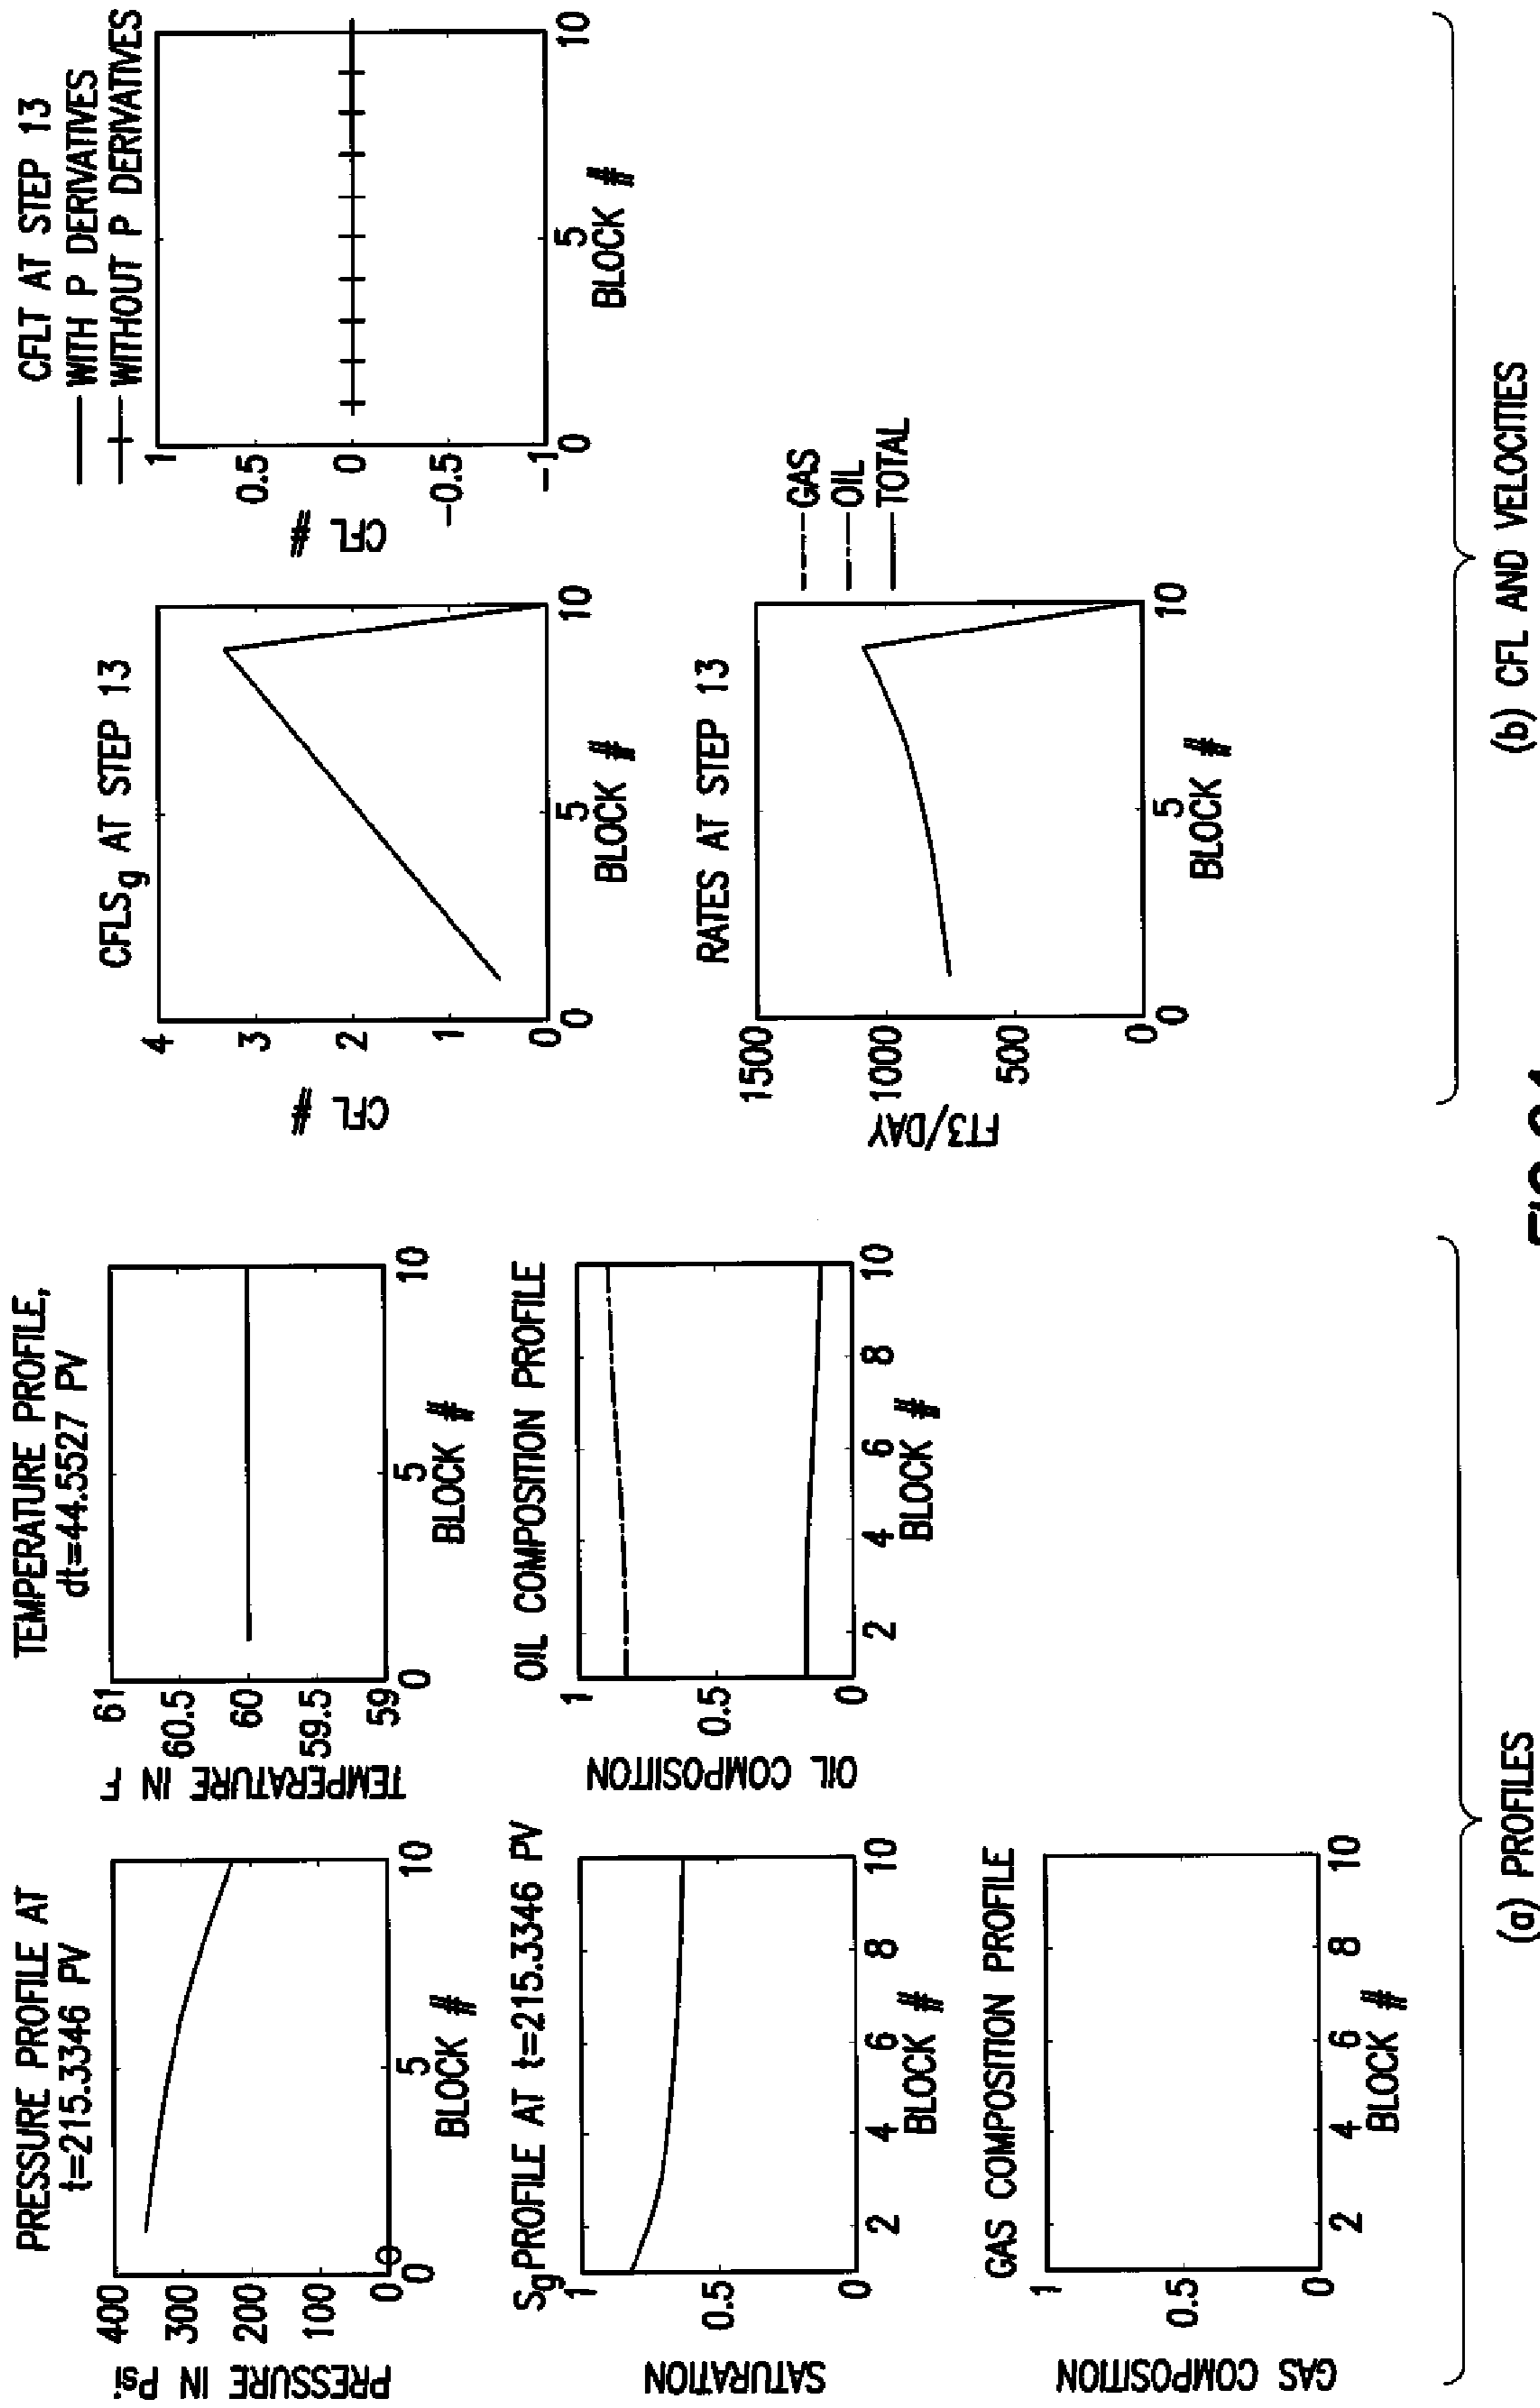 PRESSURE PROFILE AT
t=215.3346 PV
PRESSURE IN Psi
400
300
200
100
0
0
5
10
BLOCK #
TEMPERATURE PROFILE,
dt=44.5527 PV
TEMPERATURE IN F
61
60.5
60
59.5
59
0
5
10
BLOCK #
Sg PROFILE AT t=215.3346 PV
SATURATION
1
0.5
0
2
4
6
8
10
BLOCK #
OIL COMPOSITION PROFILE
OIL COMPOSITION
1
0.5
0
2
4
6
8
10
BLOCK #
GAS COMPOSITION PROFILE
GAS COMPOSITION
1
0.5
0
2
4
6
8
10
BLOCK #
(a) PROFILES
CFLSg AT STEP 13
CFL #
4
3
2
1
0
0
5
10
BLOCK #
CFLT AT STEP 13
WITH P DERIVATIVES
WITHOUT P DERIVATIVES
CFL #
1
0.5
0
-0.5
-1
0
5
10
BLOCK #
RATES AT STEP 13
FT3/DAY
1500
1000
500
0
0
5
10
BLOCK #
GAS
OIL
TOTAL
(b) CFL AND VELOCITIES